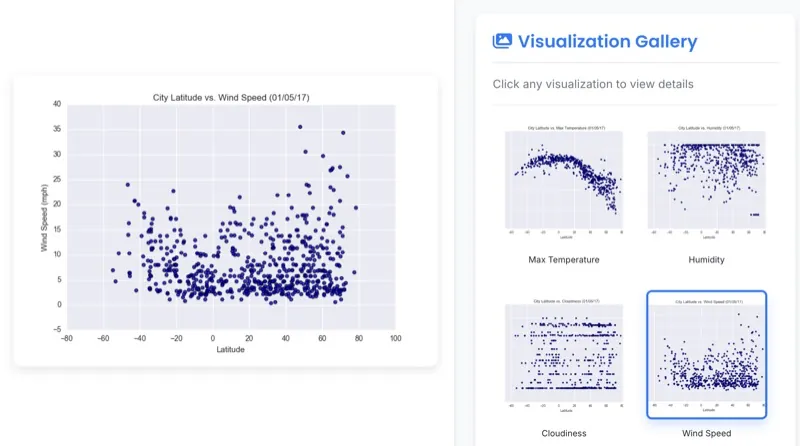 City Latitude vs. Wind Speed (01/05/17)
40
35
30
25
20
15
10
5
0
−5
Wind Speed (mph)
−80 −60 −40 −20 0 20 40 60 80 100
Latitude
Visualization Gallery
Click any visualization to view details
City Latitude vs. Max Temperature (01/05/17)
Latitude
Max Temperature
City Latitude vs. Humidity (01/05/17)
Latitude
Humidity
City Latitude vs. Cloudiness (01/05/17)
Latitude
Cloudiness
City Latitude vs. Wind Speed (01/05/17)
Latitude
Wind Speed